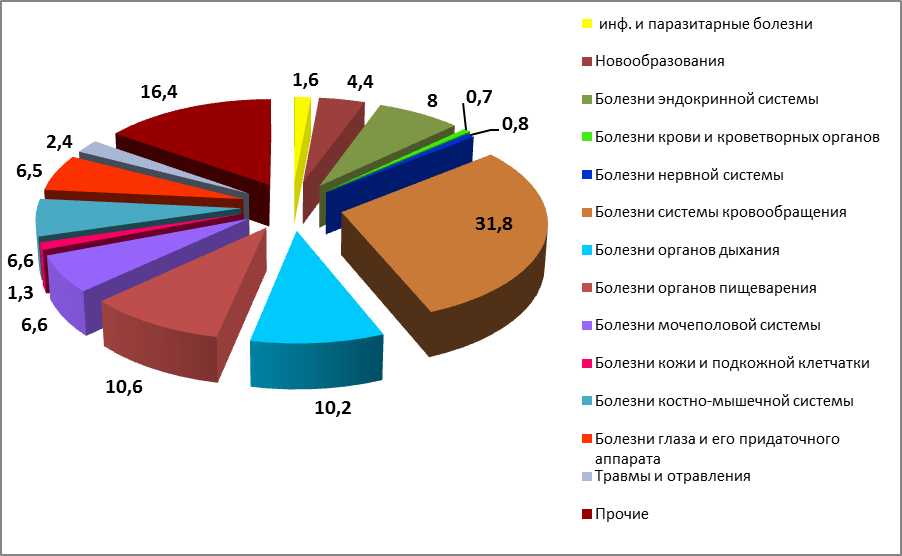 1,6
4,4
8
0,7
0,8
31,8
10,2
10,6
6,6
1,3
6,6
6,5
2,4
16,4
инф. и паразитарные болезни
Новообразования
Болезни эндокринной системы
Болезни крови и кроветворных органов
Болезни нервной системы
Болезни системы кровообращения
Болезни органов дыхания
Болезни органов пищеварения
Болезни мочеполовой системы
Болезни кожи и подкожной клетчатки
Болезни костно-мышечной системы
Болезни глаза и его придаточного
аппарата
Травмы и отравления
Прочие